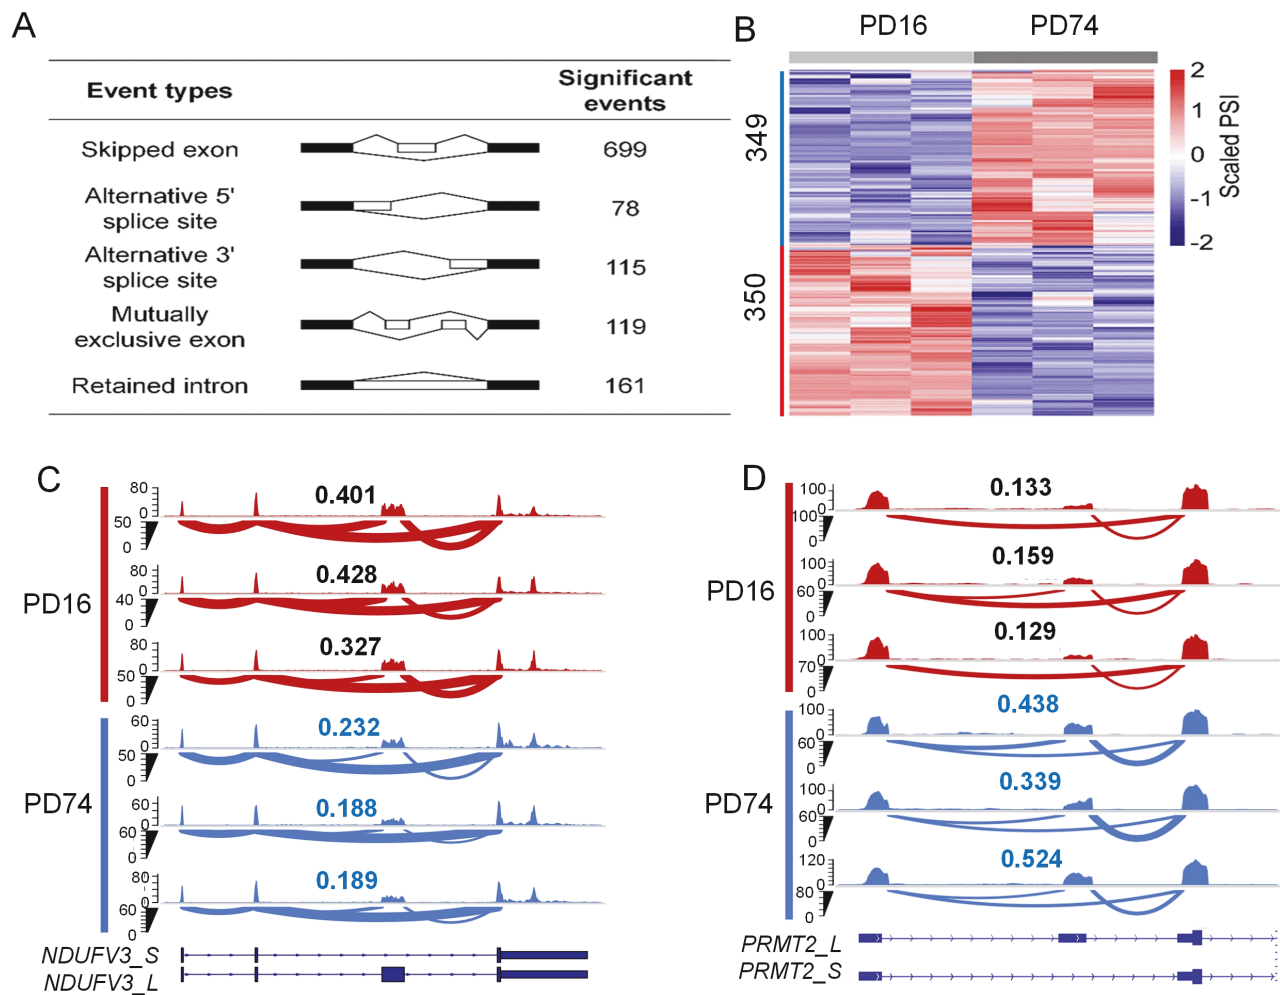 A
Event types
Significant
events
Skipped exon
699
Alternative 5'
splice site
78
Alternative 3'
splice site
115
Mutually
exclusive exon
119
Retained intron
161
B
PD16
PD74
349
350
2
1
0
-1
-2
Scaled PSI
C
PD16
80
0
50
0
0.401
80
0
40
0
0.428
80
0
50
0
0.327
PD74
60
0
50
0
0.232
60
0
60
0
0.188
80
0
60
0
0.189
NDUFV3_S
NDUFV3_L
D
PD16
100
0
100
0
0.133
100
0
60
0
0.159
100
0
70
0
0.129
PD74
100
0
60
0
0.438
100
0
60
0
0.339
120
0
80
0
0.524
PRMT2_L
PRMT2_S